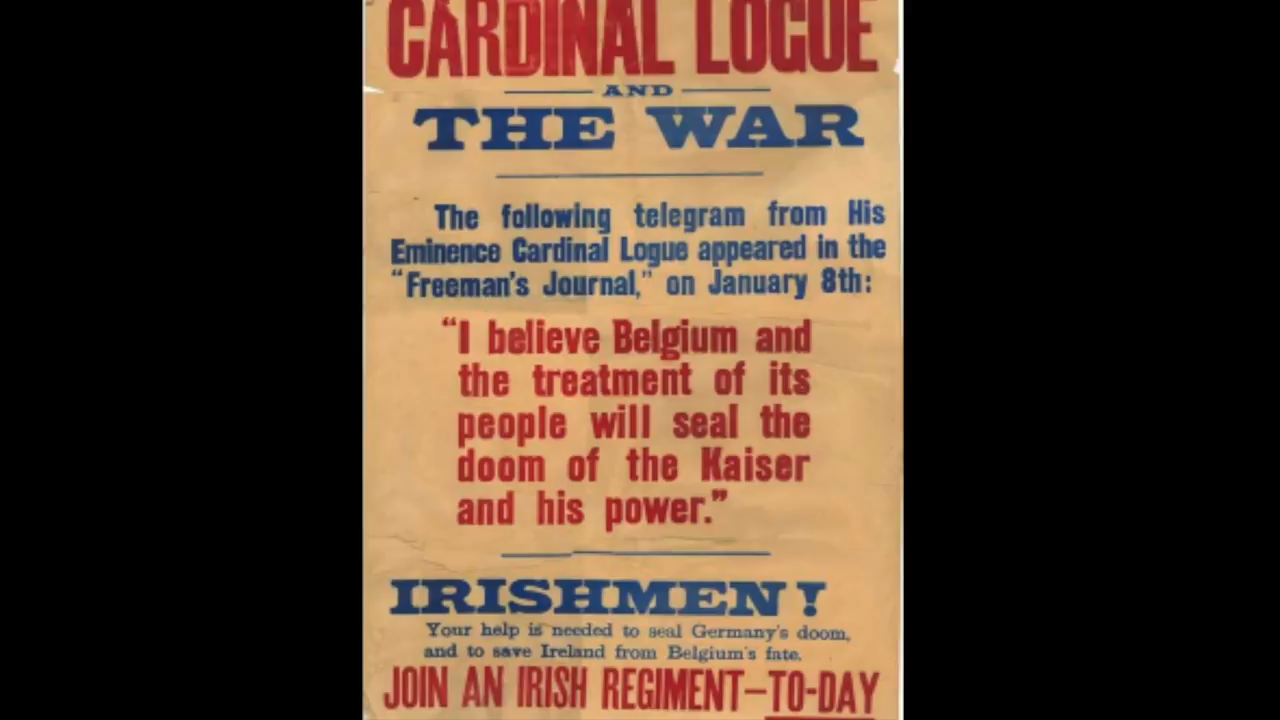 CARDINAL LOGUE
AND
THE WAR
The following telegram from His
Eminence Cardinal Logue appeared in the
“Freeman's Journal,” on January 8th:
“I believe Belgium and
the treatment of its
people will seal the
doom of the Kaiser
and his power.”
IRISHMEN!
Your help is needed to seal Germany's doom,
and to save Ireland from Belgium's fate.
JOIN AN IRISH REGIMENT—TO-DAY